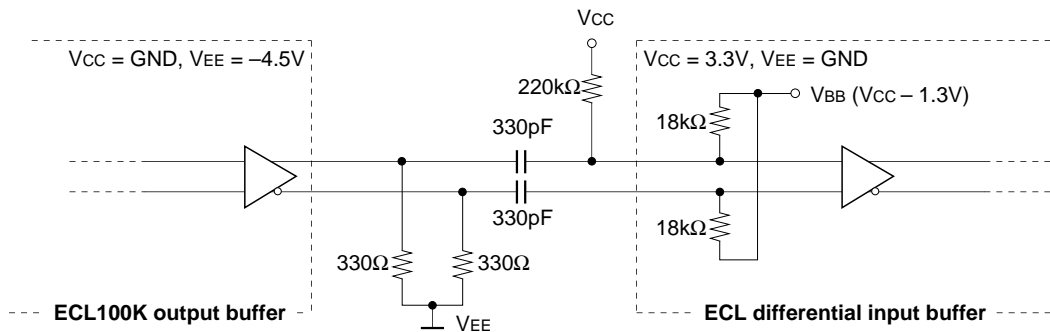 VCC
VCC = GND, VEE = –4.5V
VCC = 3.3V, VEE = GND
220kΩ
VBB (VCC – 1.3V)
18kΩ
330pF
330pF
18kΩ
330Ω
330Ω
ECL100K output buffer
VEE
ECL differential input buffer